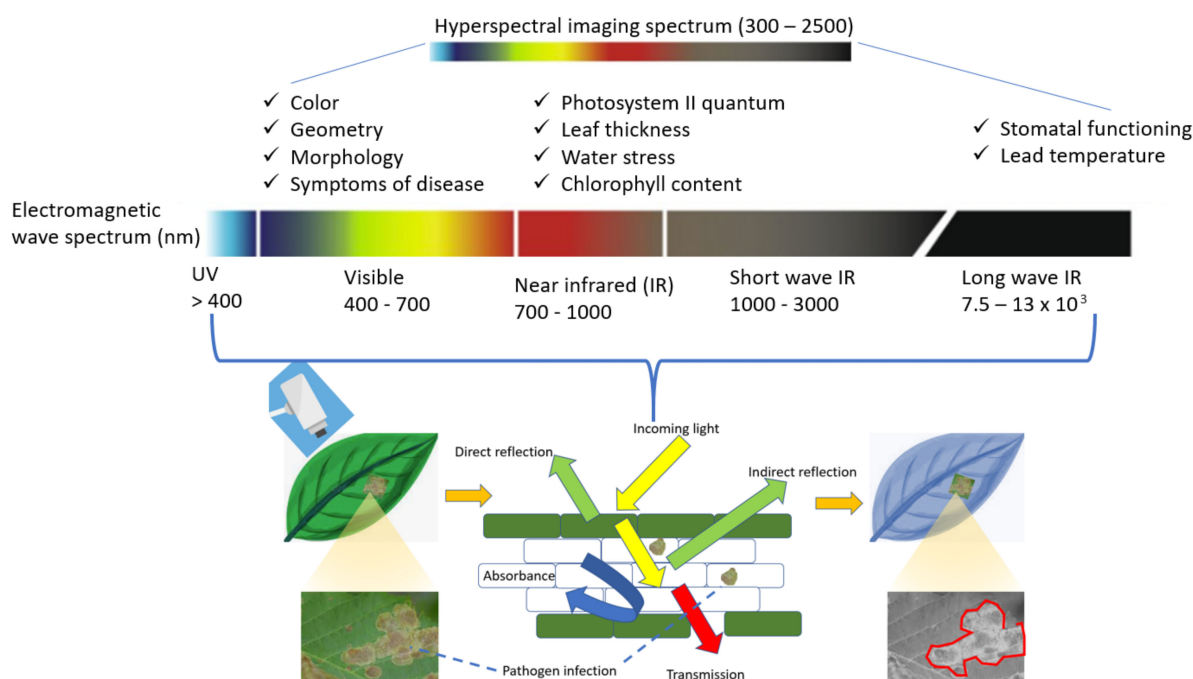 Hyperspectral imaging spectrum (300 – 2500)
✓ Color
✓ Geometry
✓ Morphology
✓ Symptoms of disease
✓ Photosystem II quantum
✓ Leaf thickness
✓ Water stress
✓ Chlorophyll content
✓ Stomatal functioning
✓ Lead temperature
Electromagnetic
wave spectrum (nm)
UV
> 400
Visible
400 - 700
Near infrared (IR)
700 - 1000
Short wave IR
1000 - 3000
Long wave IR
7.5 – 13 x 10³
Incoming light
Direct reflection
Indirect reflection
Absorbance
Pathogen infection
Transmission